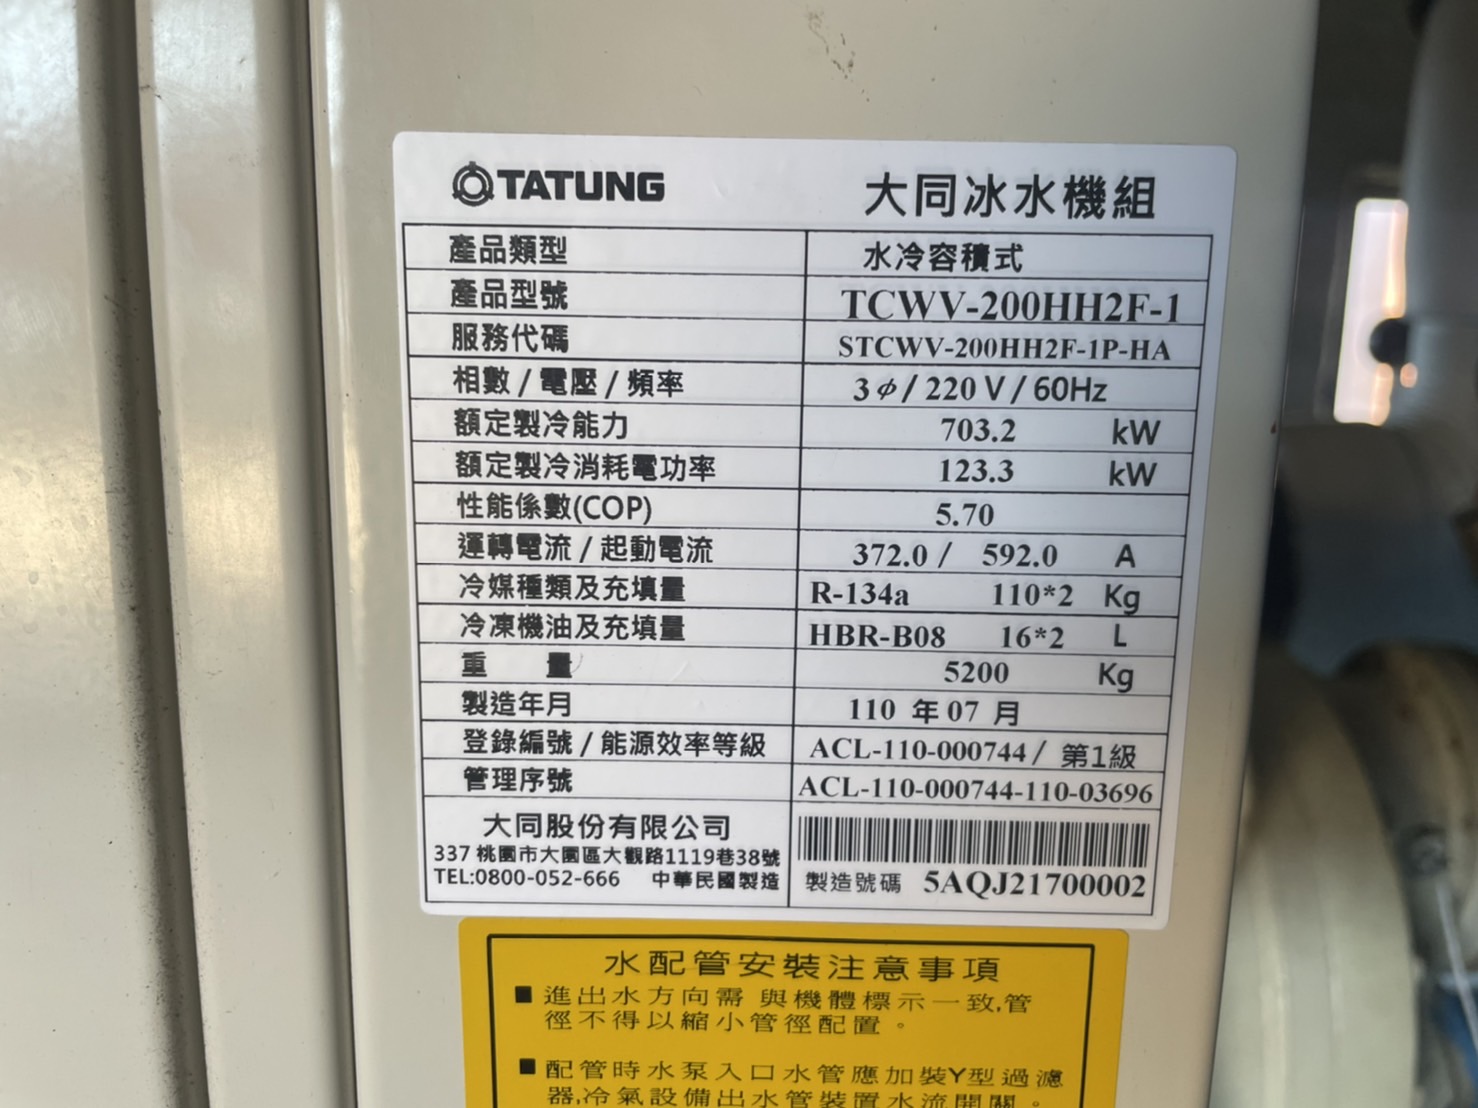 TATUNG 大同冰水機組
產品類型 水冷容積式
產品型號 TCWV-200HH2F-1
服務代碼 STCWV-200HH2F-1P-HA
相數/電壓/頻率 3φ/220 V/60Hz
額定製冷能力 703.2 kW
額定製冷消耗電功率 123.3 kW
性能係數(COP) 5.70
運轉電流/起動電流 372.0/ 592.0 A
冷媒種類及充填量 R-134a 110*2 Kg
冷凍機油及充填量 HBR-B08 16*2 L
重 量 5200 Kg
製造年月 110 年 07 月
登錄編號/能源效率等級 ACL-110-000744/ 第1級
管理序號 ACL-110-000744-110-03696
大同股份有限公司
337 桃園市大園區大觀路1119巷38號
TEL:0800-052-666 中華民國製造
製造號碼 5AQJ21700002
水配管安裝注意事項
■ 進出水方向需 與機體標示一致,管
徑不得以縮小管徑配置。
■ 配管時水泵入口水管應加裝Y型過濾
器,冷氣設備出水管裝置水流開關。